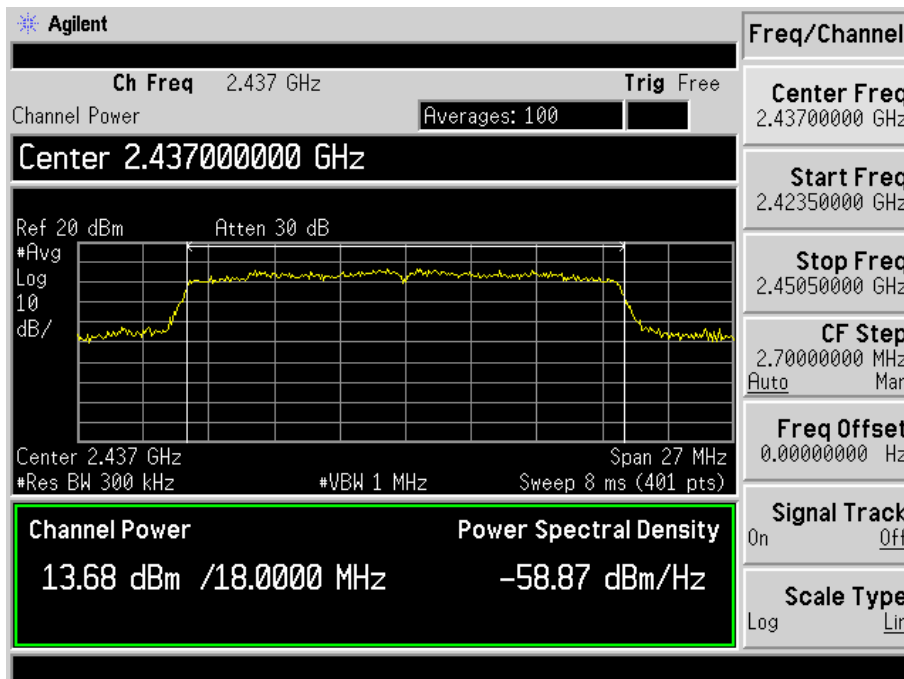 Agilent
Freq/Channel
Ch Freq 2.437 GHz Trig Free
Channel Power Averages: 100
Center 2.437000000 GHz
Ref 20 dBm Atten 30 dB
#Avg
Log
10
dB/
Center 2.437 GHz Span 27 MHz
#Res BW 300 kHz #VBW 1 MHz Sweep 8 ms (401 pts)
Channel Power Power Spectral Density
13.68 dBm /18.0000 MHz -58.87 dBm/Hz
Center Freq
2.43700000 GHz
Start Freq
2.42350000 GHz
Stop Freq
2.45050000 GHz
CF Step
2.70000000 MHz
Auto Man
Freq Offset
0.00000000 Hz
Signal Track
On Off
Scale Type
Log Lin